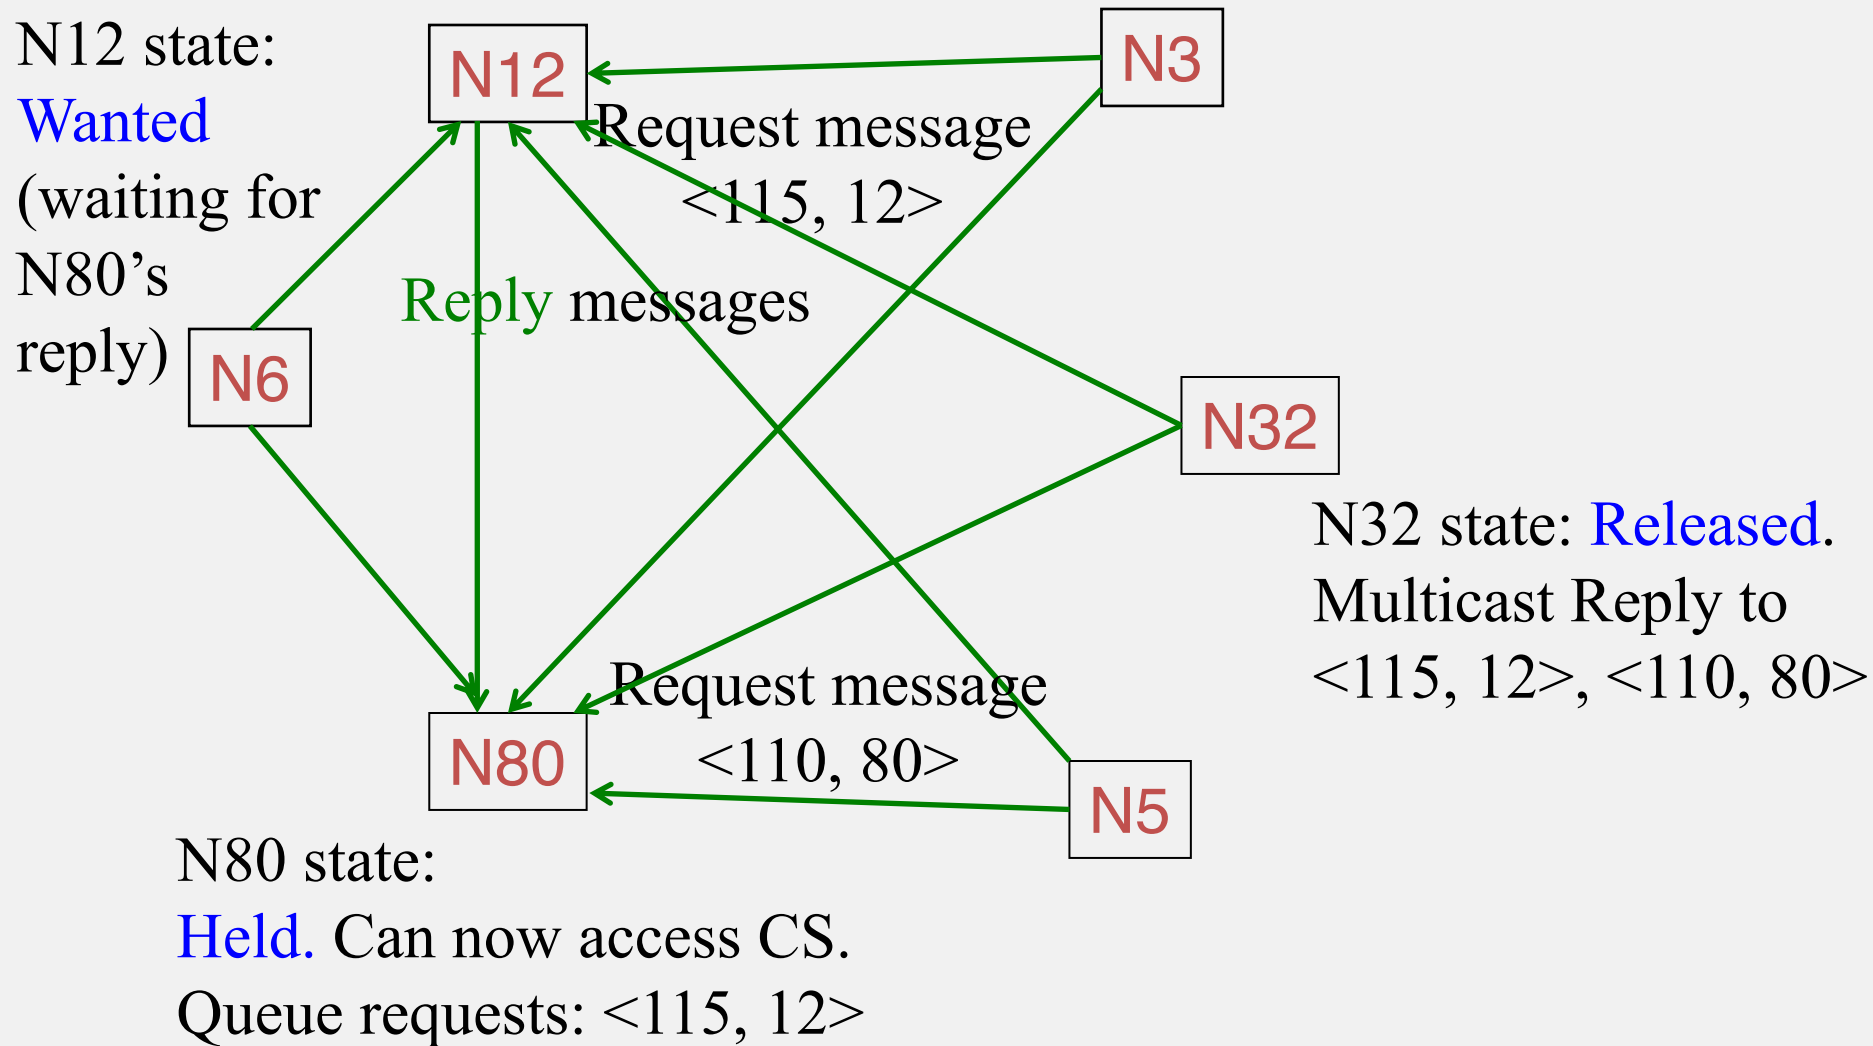 N12 state:
Wanted
(waiting for
N80’s
reply)
N12
N3
Request message
<115, 12>
Reply messages
N6
N32
N32 state: Released.
Multicast Reply to
<115, 12>, <110, 80>
Request message
<110, 80>
N80
N5
N80 state:
Held. Can now access CS.
Queue requests: <115, 12>